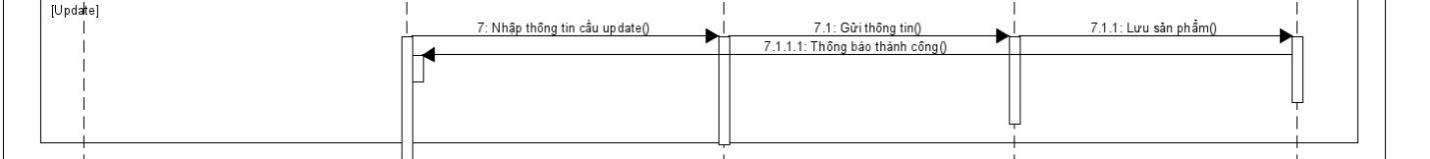 [Update]
7: Nhập thông tin cầu update()
7.1: Gửi thông tin()
7.1.1: Lưu sản phẩm()
7.1.1.1: Thông báo thành công()